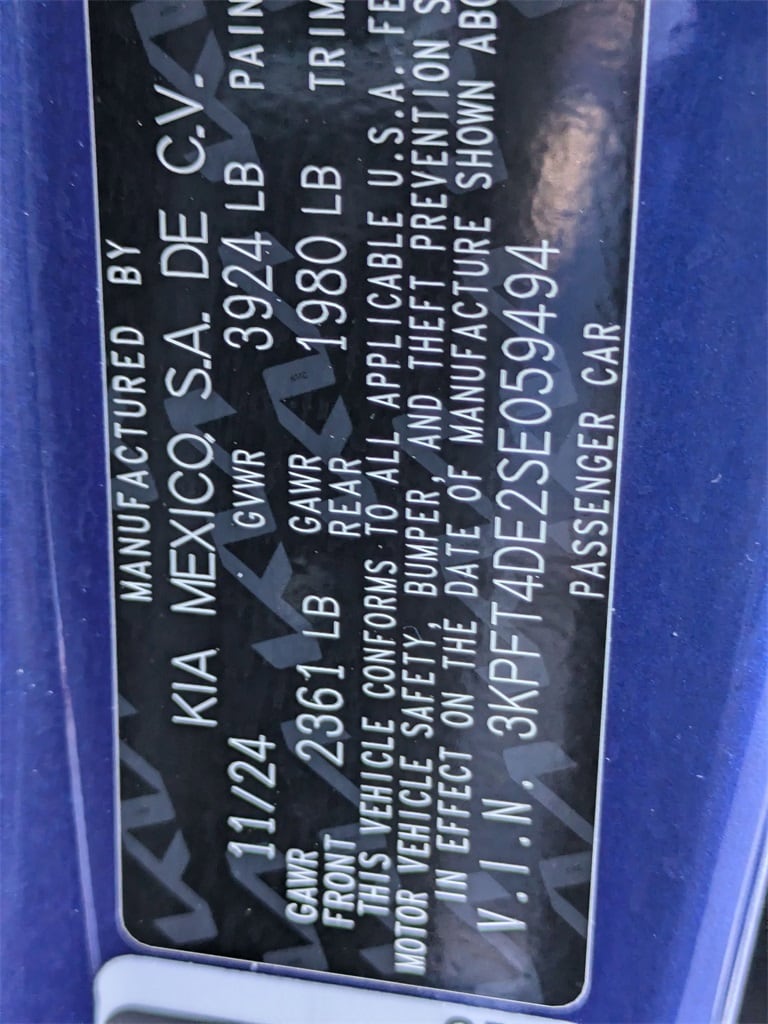 MANUFACTURED BY
KIA MEXICO, S.A. DE C.V.
11/24 GVWR 3924 LB PAIN
GAWR FRONT 2361 LB GAWR REAR 1980 LB TRIM
THIS VEHICLE CONFORMS TO ALL APPLICABLE U.S.A. FE
MOTOR VEHICLE SAFETY, BUMPER, AND THEFT PREVENTION S
IN EFFECT ON THE DATE OF MANUFACTURE SHOWN ABO
V.I.N. 3KPFT4DE2SE059494
PASSENGER CAR